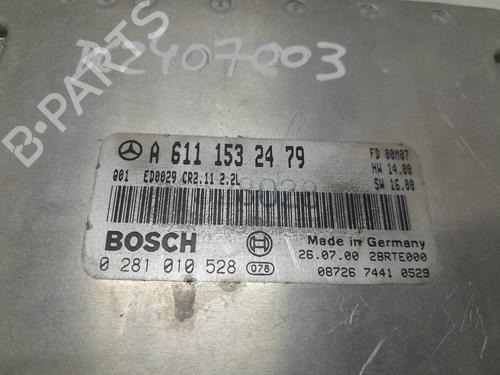 A2407003
B-PARTS
A 611 153 24 79
FD 00M07
Q01 ED0029 CR2.11 2.2L
HW 14.00
SW 16.00
BOSCH
Made in Germany
0 281 010 528 078
26.07.00 28RTE000
08726 7441 0529